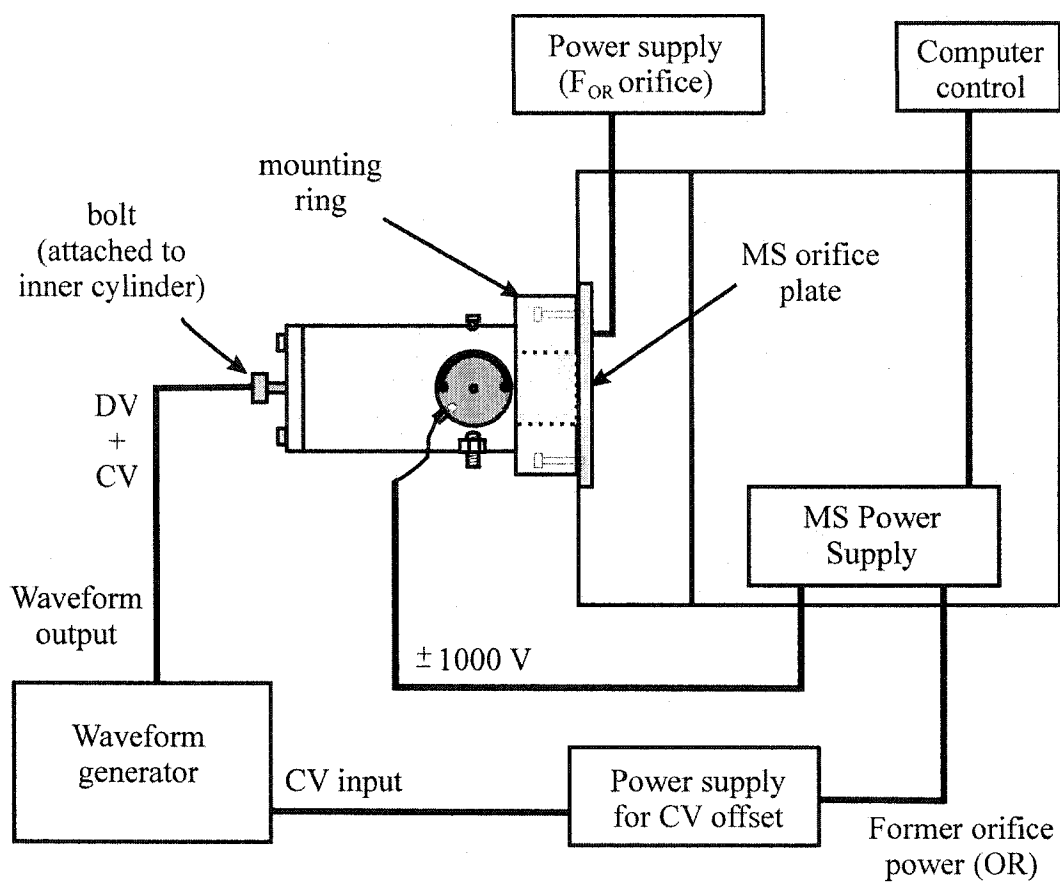 Power supply
(F_OR orifice)
Computer
control
mounting
ring
bolt
(attached to
inner cylinder)
MS orifice
plate
DV
+
CV
MS Power
Supply
Waveform
output
± 1000 V
Waveform
generator
CV input
Power supply
for CV offset
Former orifice
power (OR)